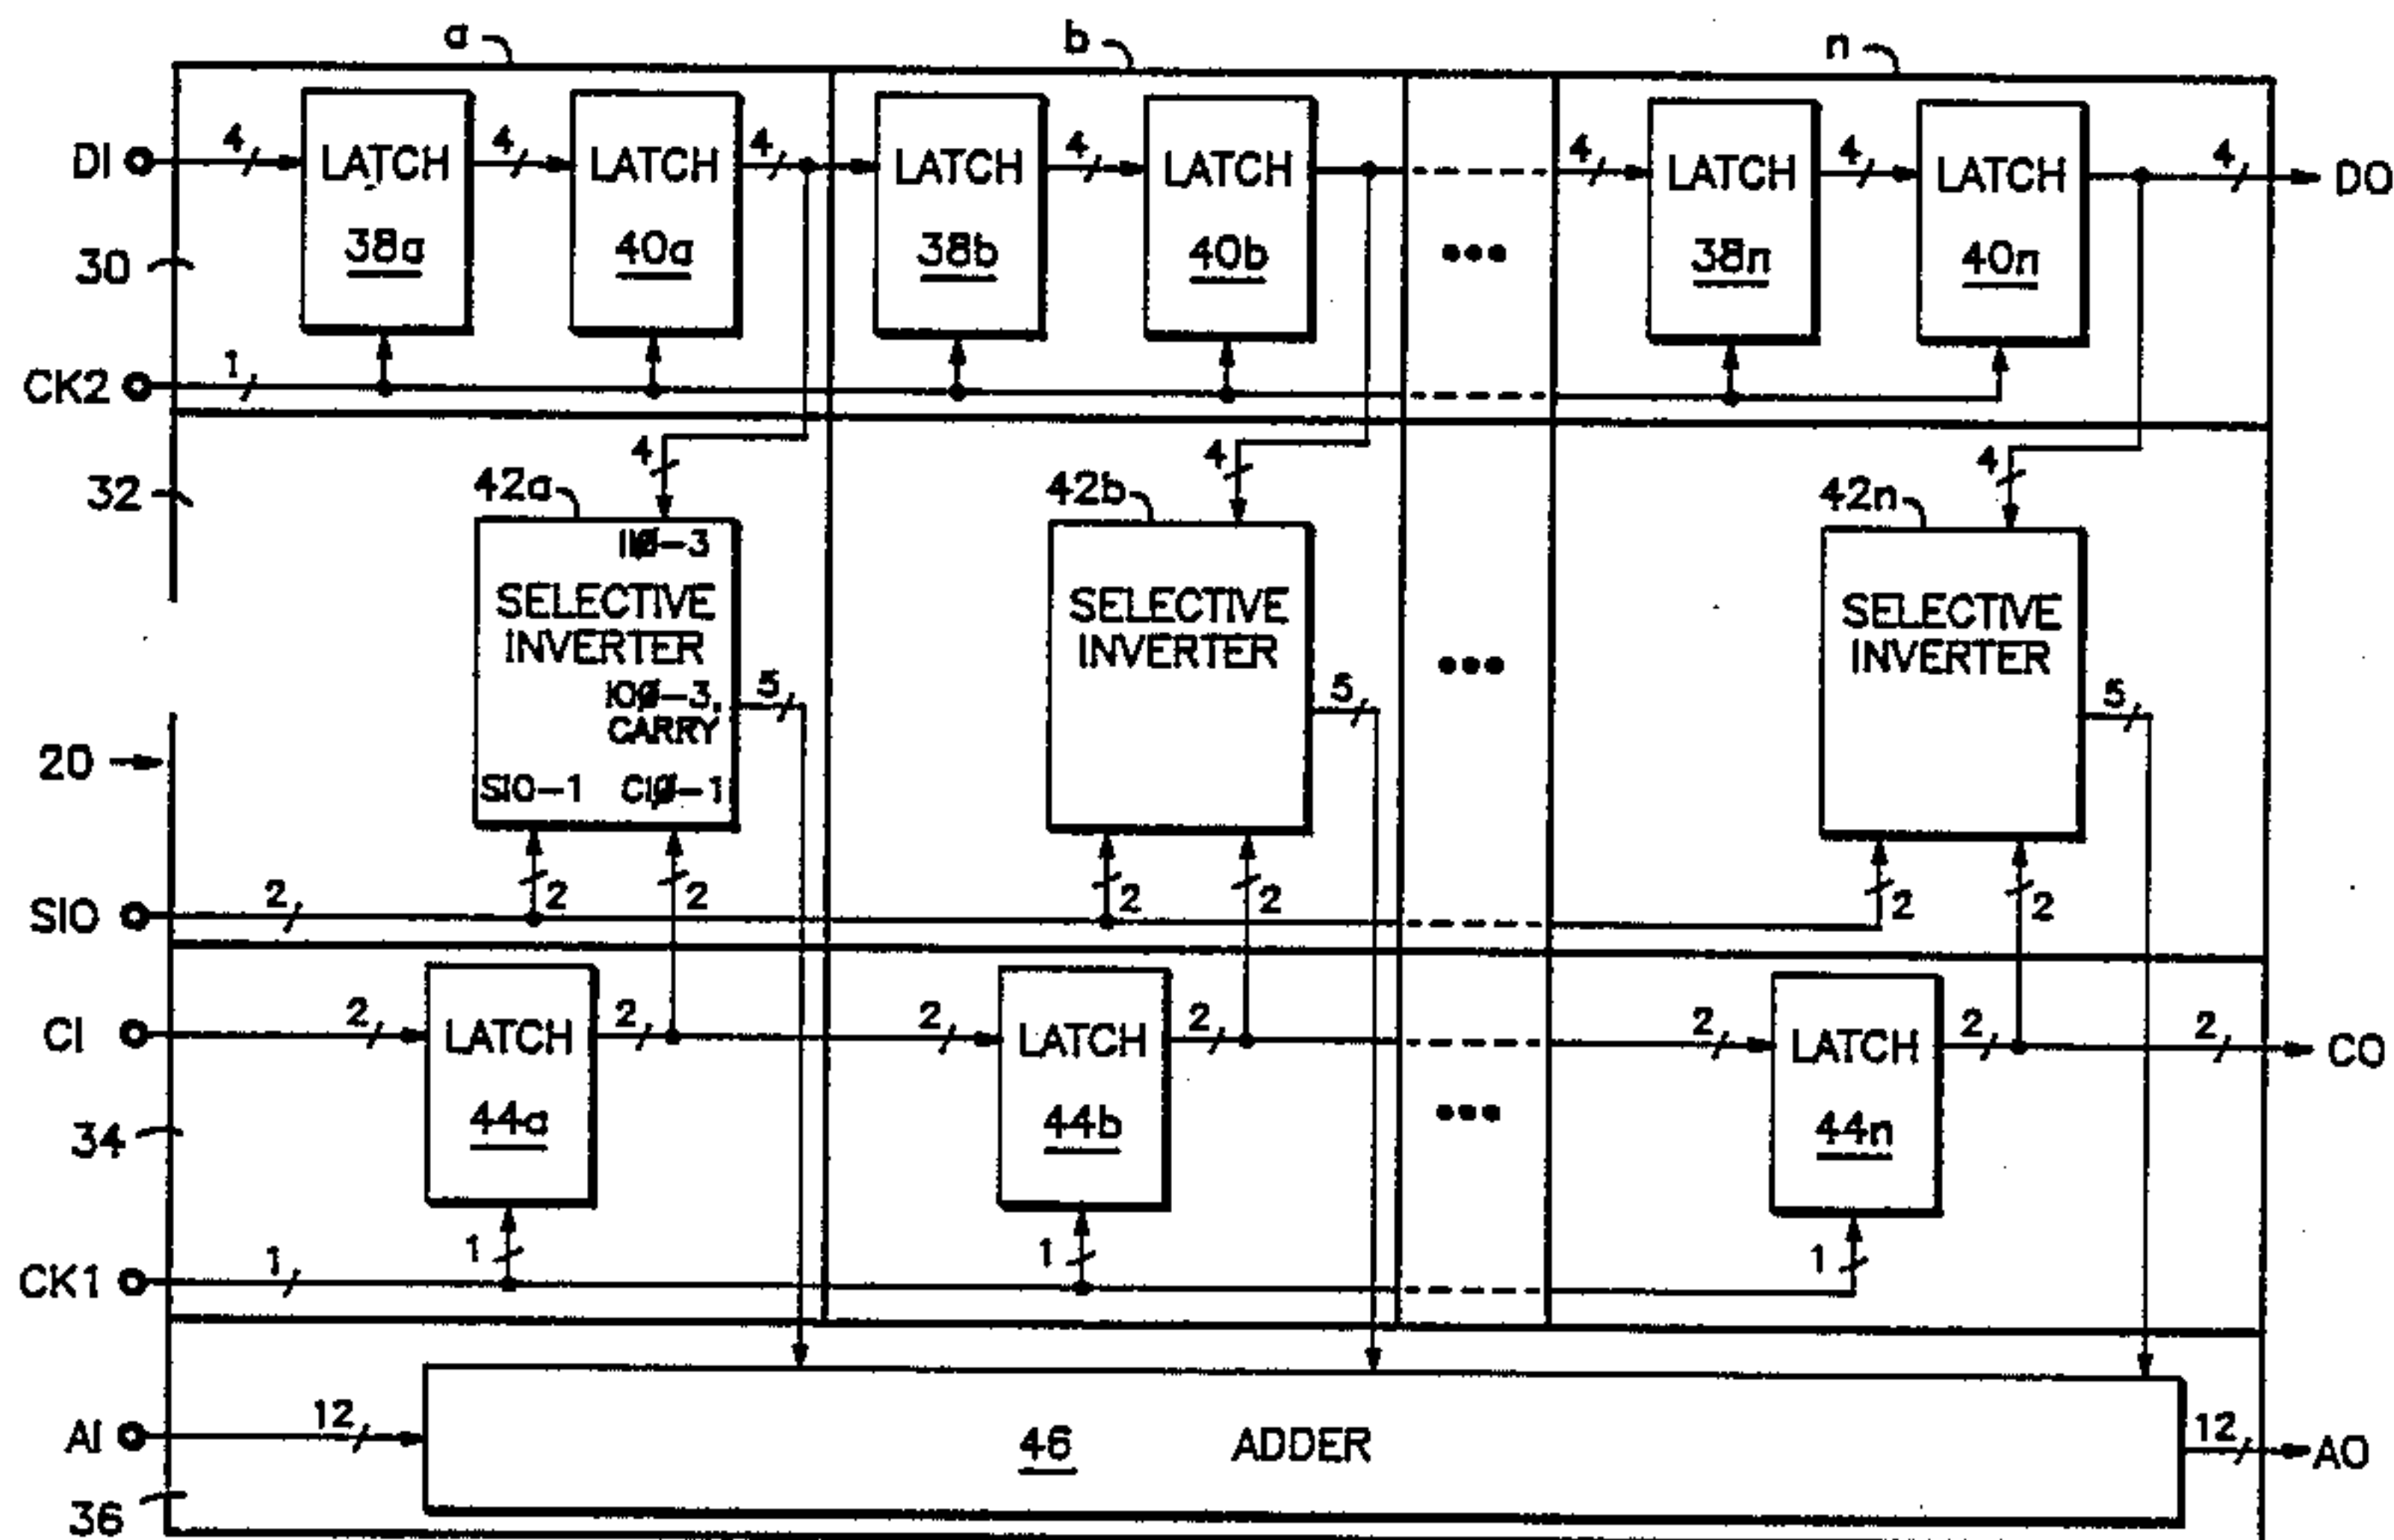 a b n
DI 4 4 4 4 4 4 4 DO
LATCH LATCH LATCH LATCH LATCH LATCH
38a 40a 38b 40b ••• 38n 40n
30
CK2 1
32
4 4 4
42a 42b 42n
II∅-3
SELECTIVE INVERTER
IO∅-3, CARRY
SIO-1 CI∅-1
5
SELECTIVE INVERTER
5
•••
SELECTIVE INVERTER
5
20
2 2 2 2 2 2
SIO 2
CI 2 2 2 2 2 2 2 CO
LATCH LATCH LATCH
44a 44b ••• 44n
34
1 1 1
CK1 1
AI 12 46 ADDER 12 AO
36